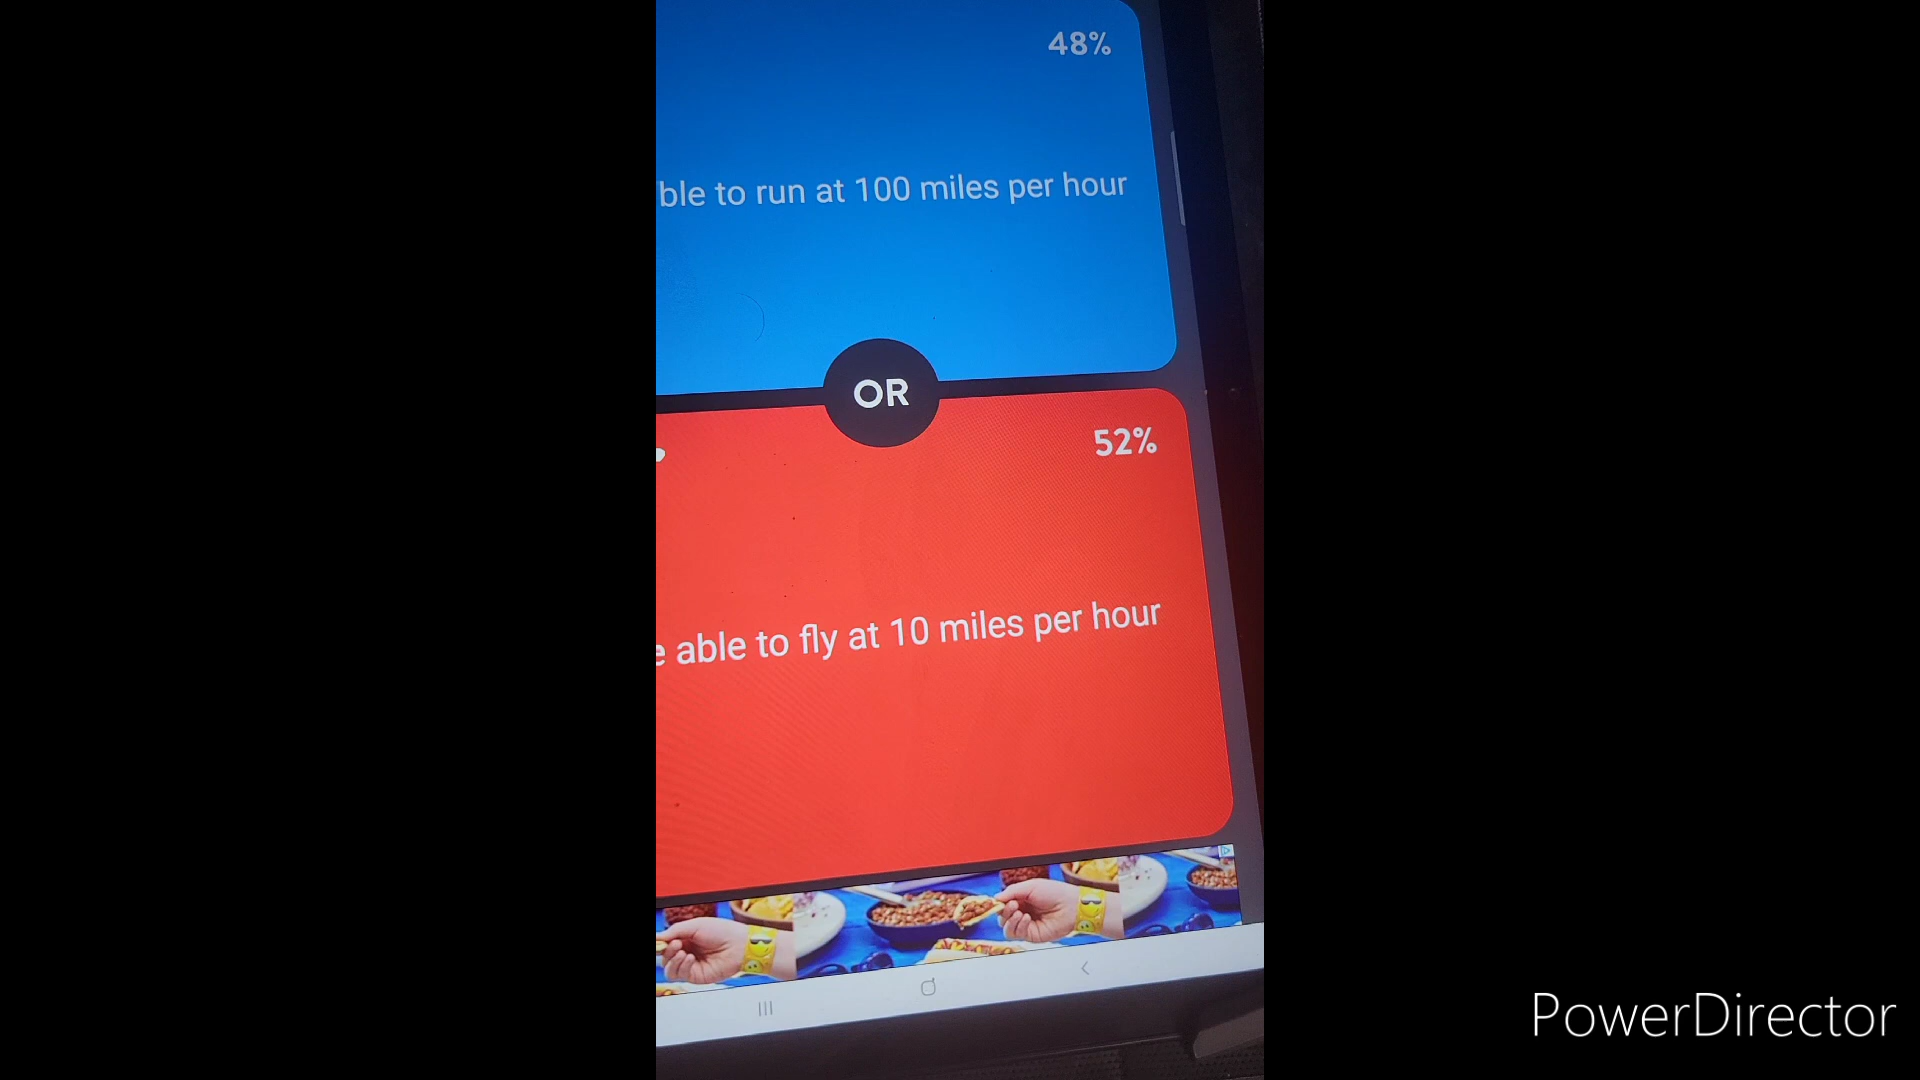 48%
ble to run at 100 miles per hour
OR
52%
e able to fly at 10 miles per hour
PowerDirector